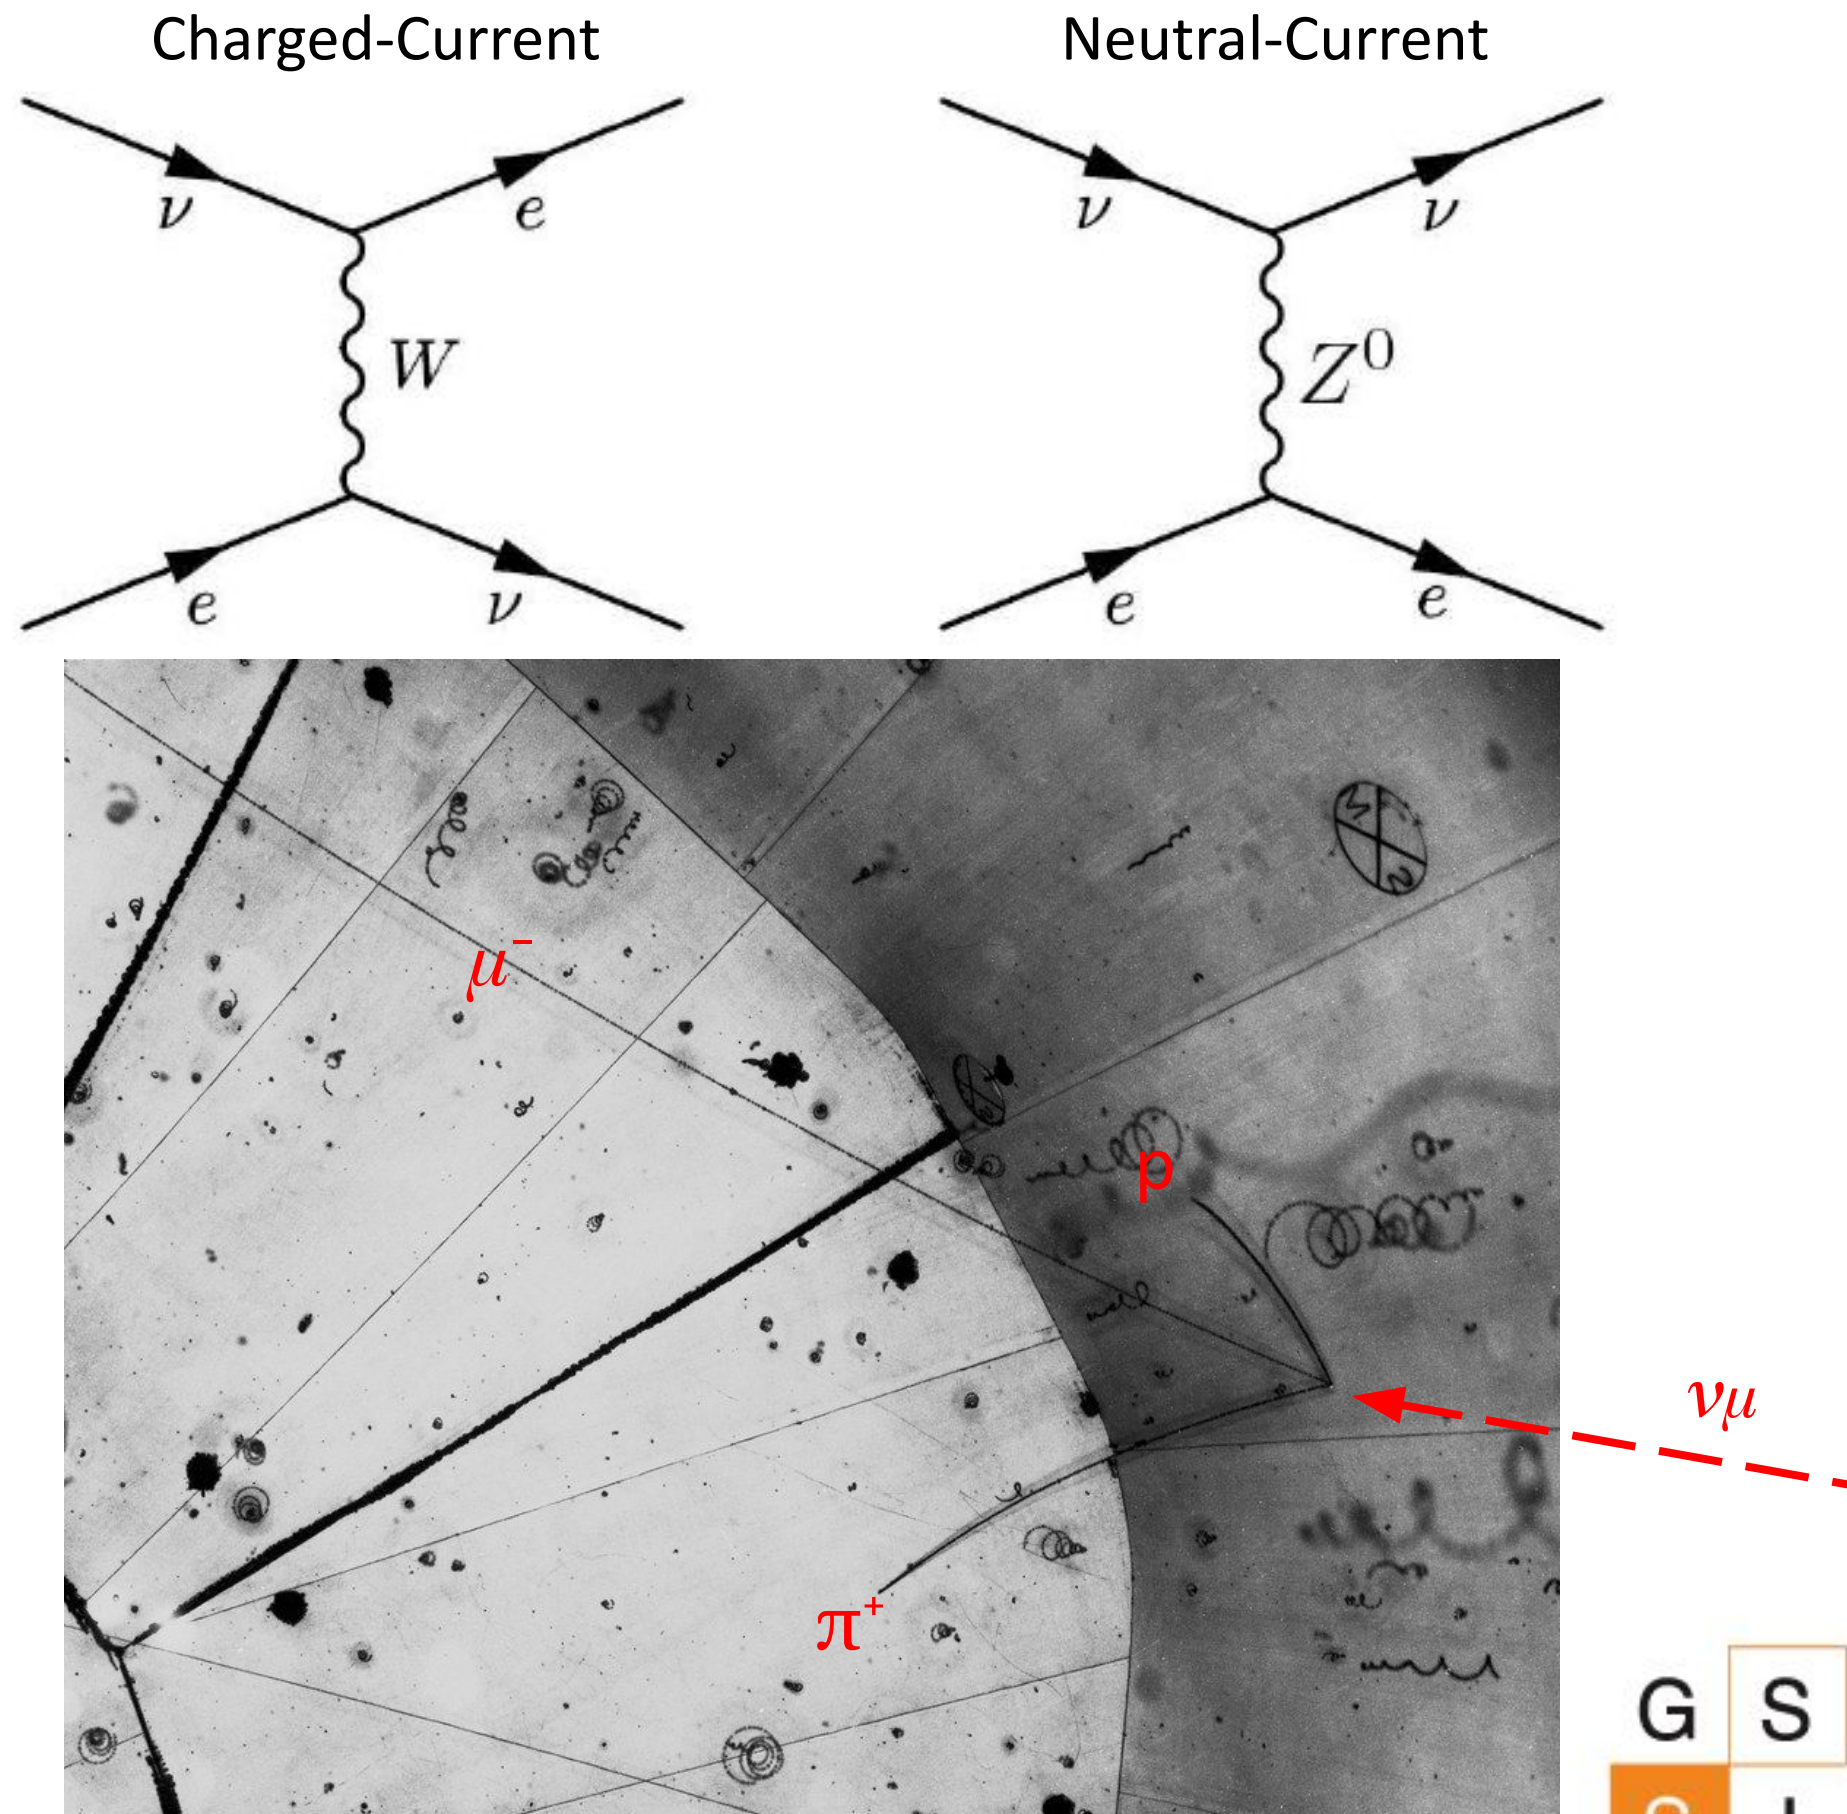 Charged-Current Neutral-Current
ν e ν ν
W Z⁰
e ν e e
μ⁻
p
νμ
π⁺
G S